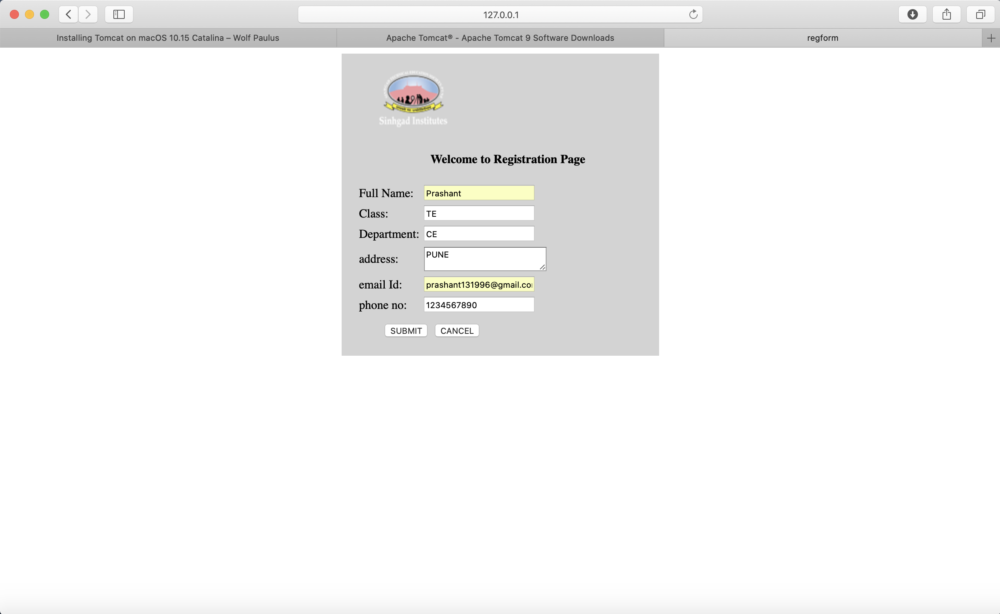 127.0.0.1
Installing Tomcat on macOS 10.15 Catalina – Wolf Paulus
Apache Tomcat® - Apache Tomcat 9 Software Downloads
regform
Sinhgad Institutes
Welcome to Registration Page
Full Name: Prashant
Class: TE
Department: CE
address: PUNE
email Id: prashant131996@gmail.co
phone no: 1234567890
SUBMIT CANCEL